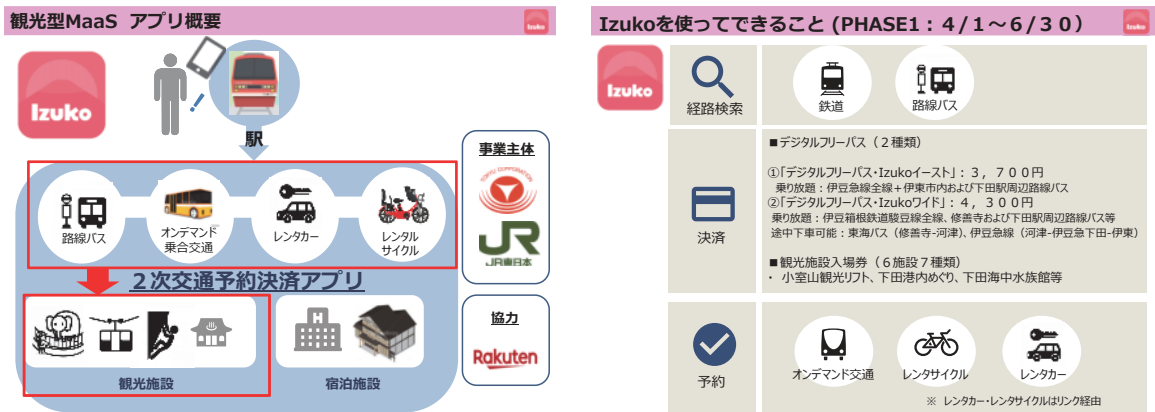 観光型MaaS アプリ概要
Izuko
Izuko
駅
路線バス
オンデマンド
乗合交通
レンタカー
レンタル
サイクル
2次交通予約決済アプリ
観光施設
宿泊施設
事業主体
TOKYU CORPORATION
JR
JR東日本
協力
Rakuten
Izukoを使ってできること (PHASE1：4/1～6/30）
Izuko
Izuko
経路検索
鉄道
路線バス
決済
■デジタルフリーパス（2種類）
①「デジタルフリーパス・Izukoイースト」：3，700円
乗り放題：伊豆急線全線+伊東市内および下田駅周辺路線バス
②「デジタルフリーパス・Izukoワイド」：4，300円
乗り放題：伊豆箱根鉄道駿豆線全線、修善寺および下田駅周辺路線バス等
途中下車可能：東海バス（修善寺-河津）、伊豆急線（河津-伊豆急下田-伊東）
■観光施設入場券（6施設7種類）
・ 小室山観光リフト、下田港内めぐり、下田海中水族館等
予約
オンデマンド交通
レンタサイクル
レンタカー
※ レンタカー・レンタサイクルはリンク経由